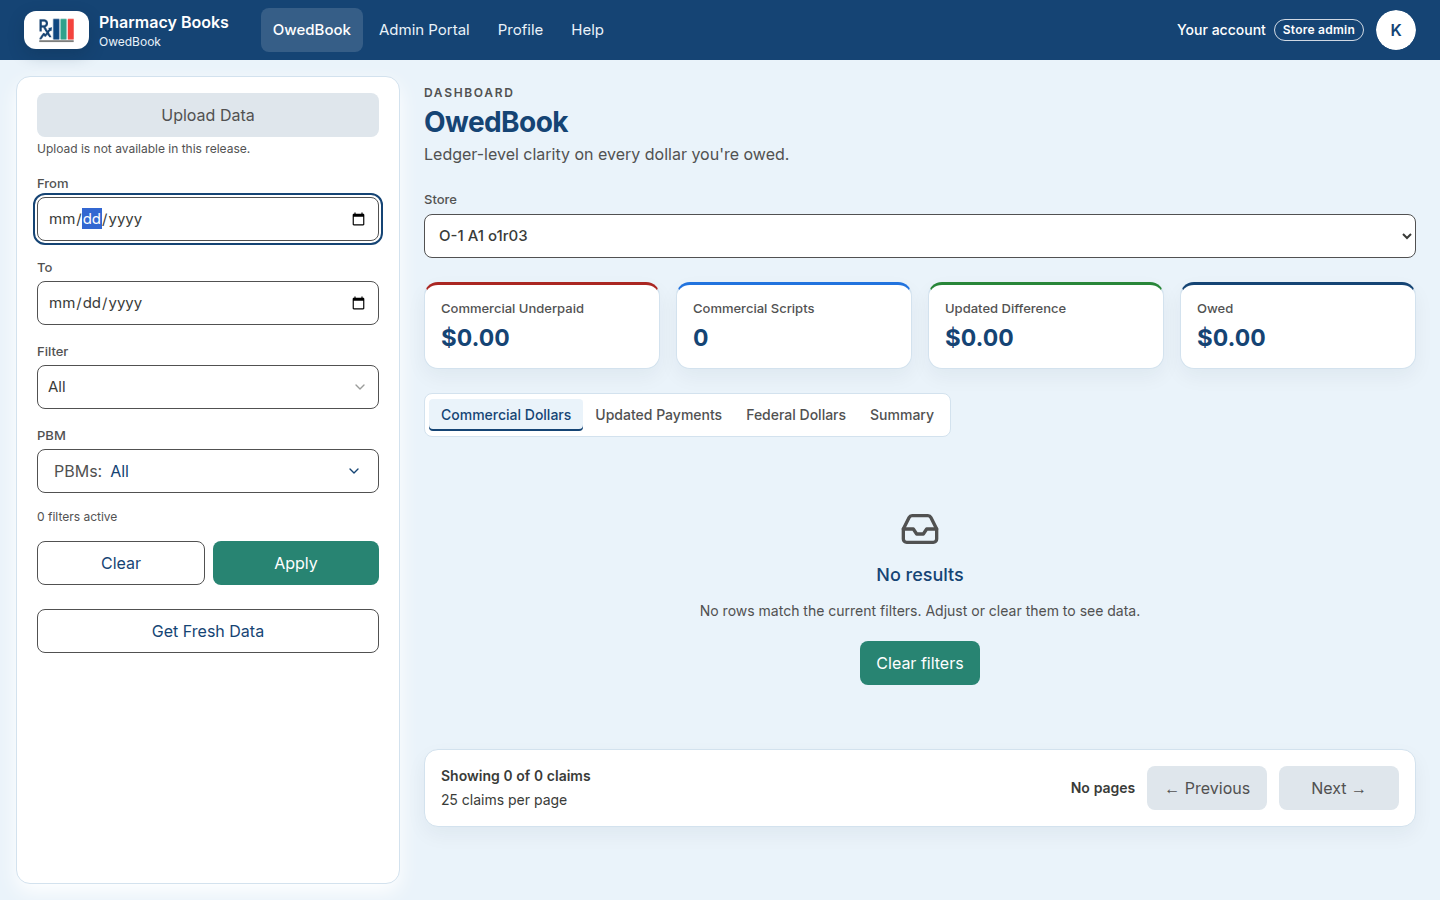 Pharmacy Books
OwedBook
OwedBook
Admin Portal
Profile
Help
Your account
Store admin
K
Upload Data
Upload is not available in this release.
From
mm/dd/yyyy
To
mm/dd/yyyy
Filter
All
PBM
PBMs: All
0 filters active
Clear
Apply
Get Fresh Data
DASHBOARD
OwedBook
Ledger-level clarity on every dollar you're owed.
Store
O-1 A1 o1r03
Commercial Underpaid
$0.00
Commercial Scripts
0
Updated Difference
$0.00
Owed
$0.00
Commercial Dollars
Updated Payments
Federal Dollars
Summary
No results
No rows match the current filters. Adjust or clear them to see data.
Clear filters
Showing 0 of 0 claims
25 claims per page
No pages
← Previous
Next →